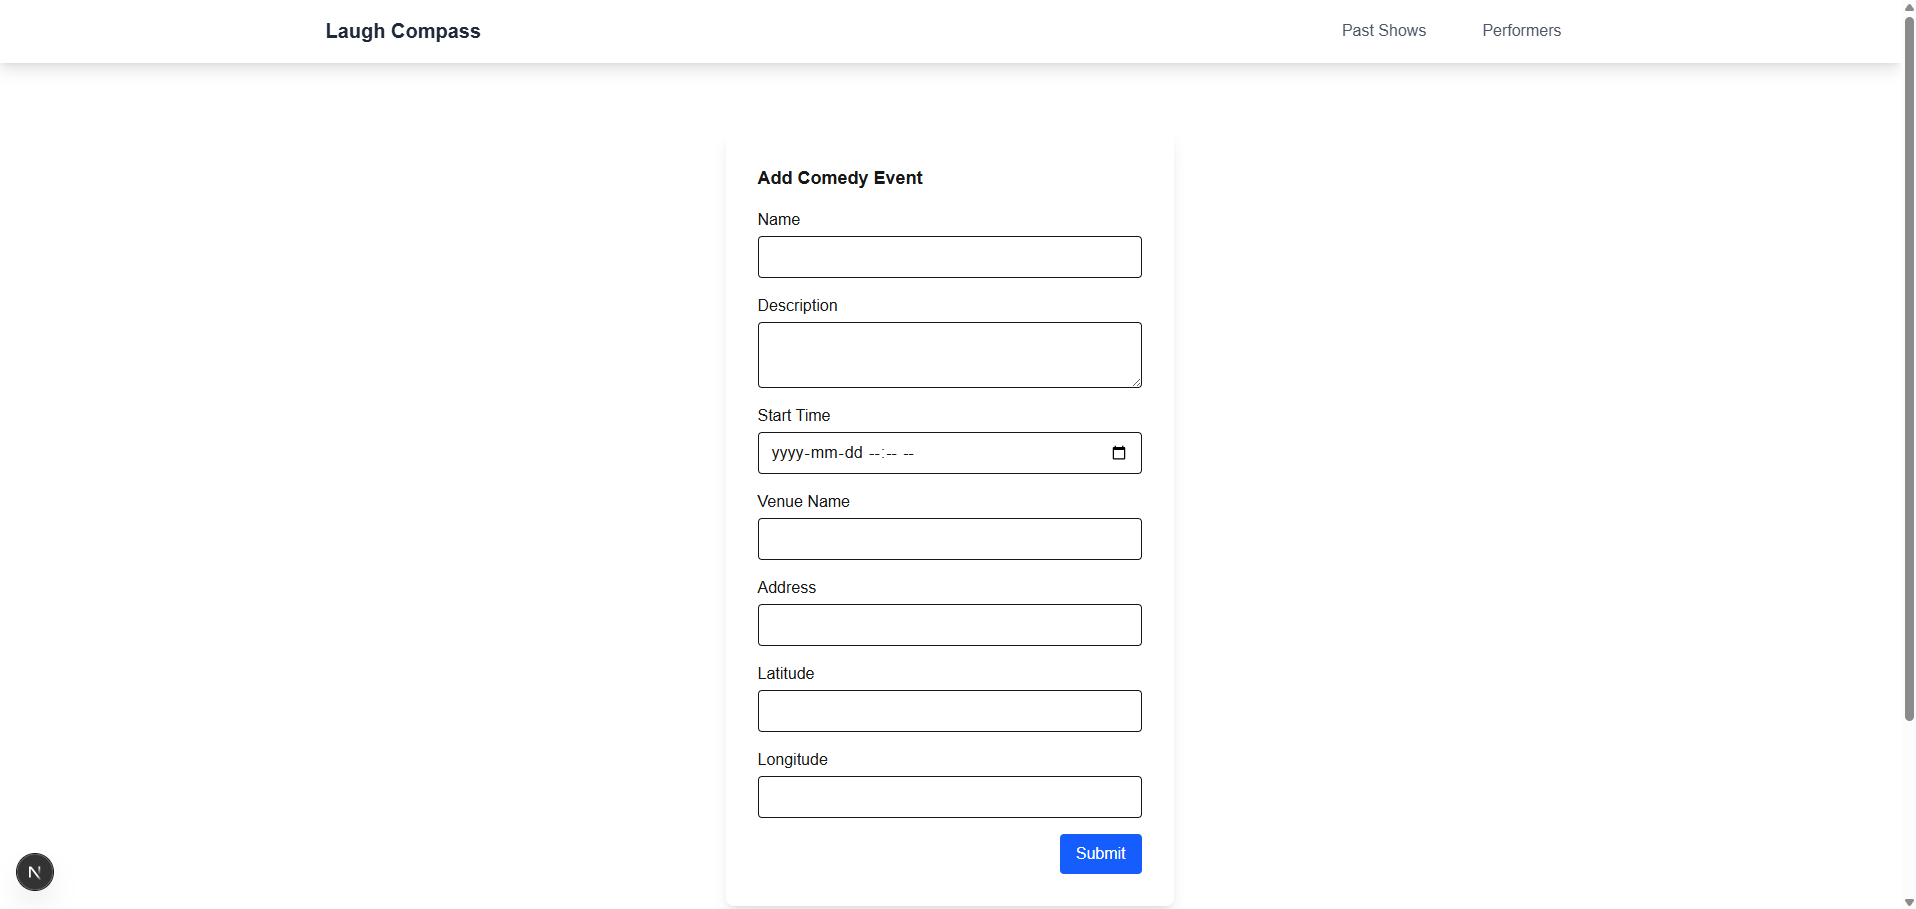 Laugh Compass
Past Shows
Performers
Add Comedy Event
Name
Description
Start Time
yyyy-mm-dd --:-- --
Venue Name
Address
Latitude
Longitude
Submit
N